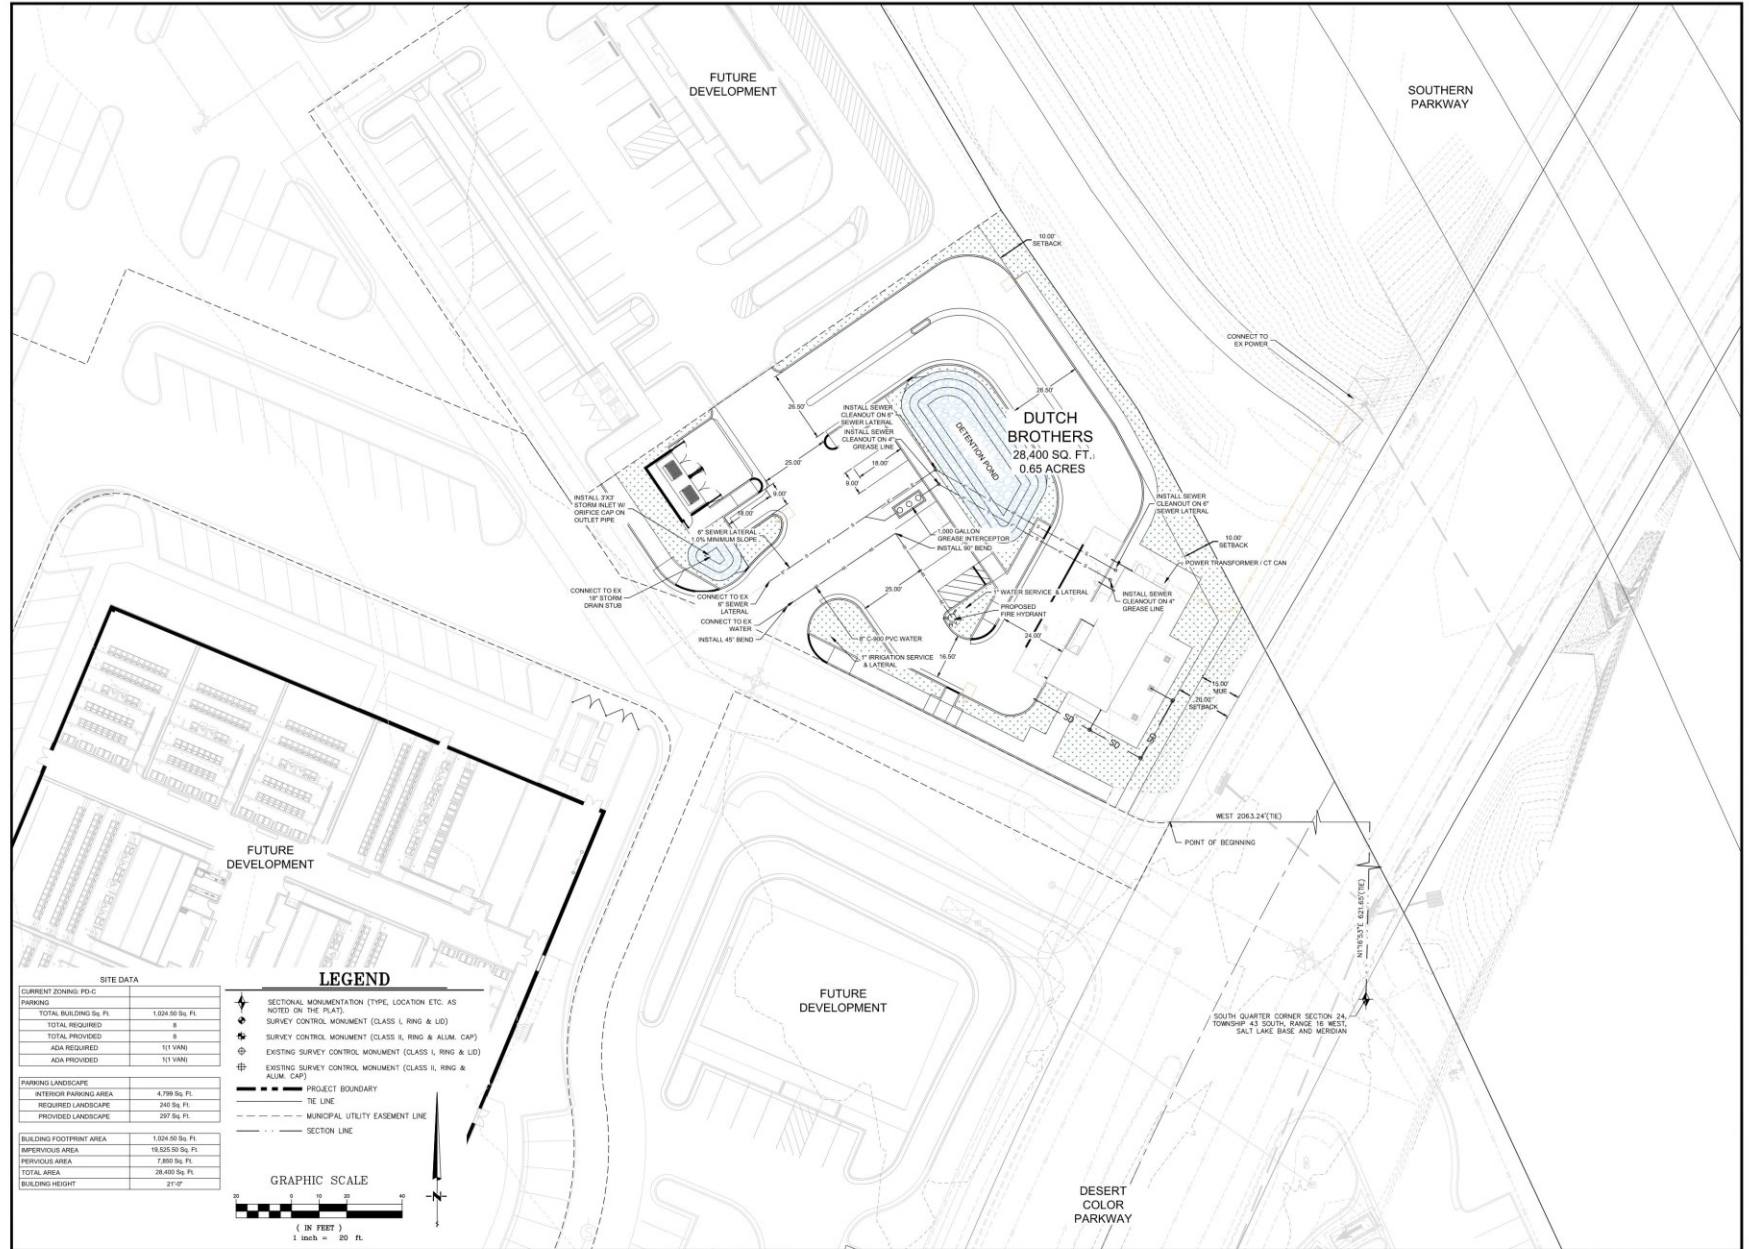 FUTURE
DEVELOPMENT
SOUTHERN
PARKWAY
10.00'
SETBACK
CONNECT TO
EX POWER
26.50'
26.50'
INSTALL SEWER
CLEANOUT ON 6"
SEWER LATERAL
INSTALL SEWER
CLEANOUT ON 4"
GREASE LINE
DETENTION POND
DUTCH
BROTHERS
28,400 SQ. FT.
0.65 ACRES
25.00'
18.00'
9.00'
9.00'
18.00'
INSTALL 3'X3'
STORM INLET W/
ORIFICE CAP ON
OUTLET PIPE
6" SEWER LATERAL
1.0% MINIMUM SLOPE
1,000 GALLON
GREASE INTERCEPTOR
INSTALL 90° BEND
INSTALL SEWER
CLEANOUT ON 6"
SEWER LATERAL
10.00'
SETBACK
POWER TRANSFORMER / CT CAN
CONNECT TO EX
18" STORM
DRAIN STUB
CONNECT TO EX
6" SEWER
LATERAL
CONNECT TO EX
WATER
INSTALL 45° BEND
25.00'
1" WATER SERVICE & LATERAL
PROPOSED
FIRE HYDRANT
INSTALL SEWER
CLEANOUT ON 4"
GREASE LINE
24.00'
8" C-900 PVC WATER
1" IRRIGATION SERVICE
& LATERAL
16.50'
15.00'
MUE
20.00'
SETBACK
SD
SD
SD
WEST 2063.24'(TIE)
POINT OF BEGINNING
N1°16'53"E 621.65'(TIE)
SOUTH QUARTER CORNER SECTION 24,
TOWNSHIP 43 SOUTH, RANGE 16 WEST,
SALT LAKE BASE AND MERIDIAN
FUTURE
DEVELOPMENT
FUTURE
DEVELOPMENT
DESERT
COLOR
PARKWAY
SITE DATA
CURRENT ZONING: PD-C
PARKING
TOTAL BUILDING Sq. Ft. 1,024.50 Sq. Ft.
TOTAL REQUIRED 8
TOTAL PROVIDED 8
ADA REQUIRED 1(1 VAN)
ADA PROVIDED 1(1 VAN)
PARKING LANDSCAPE
INTERIOR PARKING AREA 4,799 Sq. Ft.
REQUIRED LANDSCAPE 240 Sq. Ft.
PROVIDED LANDSCAPE 297 Sq. Ft.
BUILDING FOOTPRINT AREA 1,024.50 Sq. Ft.
IMPERVIOUS AREA 19,525.50 Sq. Ft.
PERVIOUS AREA 7,850 Sq. Ft.
TOTAL AREA 28,400 Sq. Ft.
BUILDING HEIGHT 21'-0"
LEGEND
SECTIONAL MONUMENTATION (TYPE, LOCATION ETC. AS
NOTED ON THE PLAT).
SURVEY CONTROL MONUMENT (CLASS I, RING & LID)
SURVEY CONTROL MONUMENT (CLASS II, RING & ALUM. CAP)
EXISTING SURVEY CONTROL MONUMENT (CLASS I, RING & LID)
EXISTING SURVEY CONTROL MONUMENT (CLASS II, RING &
ALUM. CAP)
PROJECT BOUNDARY
TIE LINE
MUNICIPAL UTILITY EASEMENT LINE
SECTION LINE
GRAPHIC SCALE
20 0 10 20 40
( IN FEET )
1 inch = 20 ft.
N